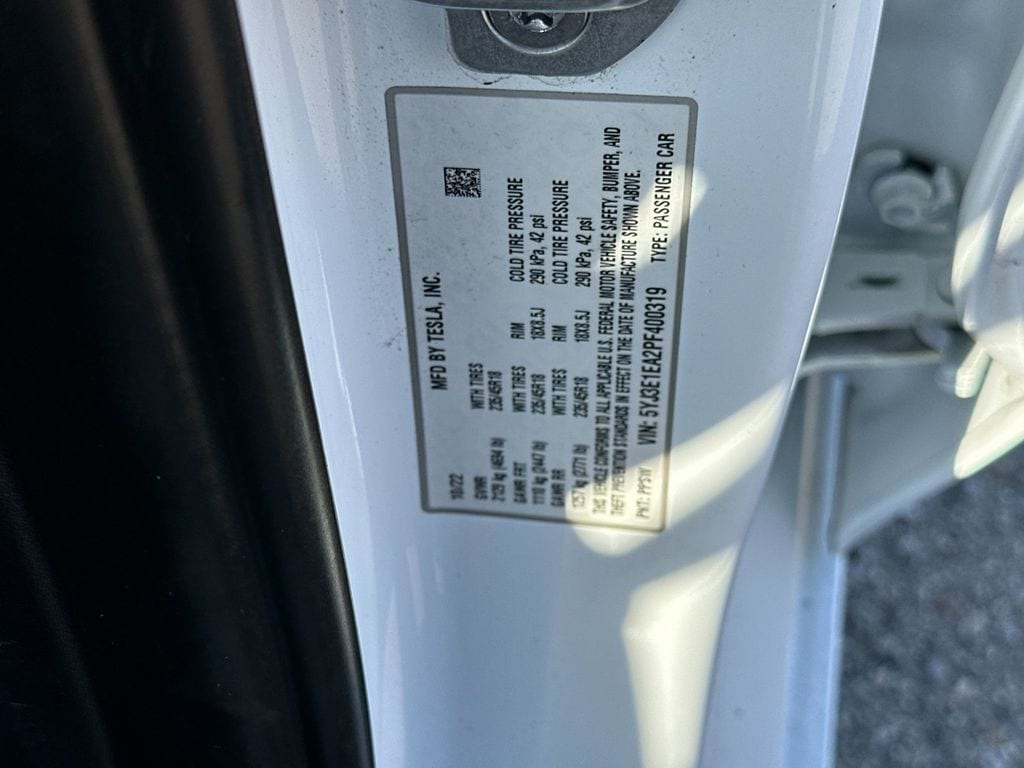 MFD BY TESLA, INC.
10/22
GVWR WITH TIRES
2129 kg (4694 lb) 235/45R18
GAWR FRT WITH TIRES RIM COLD TIRE PRESSURE
1110 kg (2447 lb) 235/45R18 18X8.5J 290 kPa, 42 psi
GAWR RR WITH TIRES RIM COLD TIRE PRESSURE
1257 kg (2771 lb) 235/45R18 18X8.5J 290 kPa, 42 psi
THIS VEHICLE CONFORMS TO ALL APPLICABLE U.S. FEDERAL MOTOR VEHICLE SAFETY, BUMPER, AND
THEFT PREVENTION STANDARDS IN EFFECT ON THE DATE OF MANUFACTURE SHOWN ABOVE.
VIN: 5YJ3E1EA2PF400319 TYPE: PASSENGER CAR
PNT: PPSW